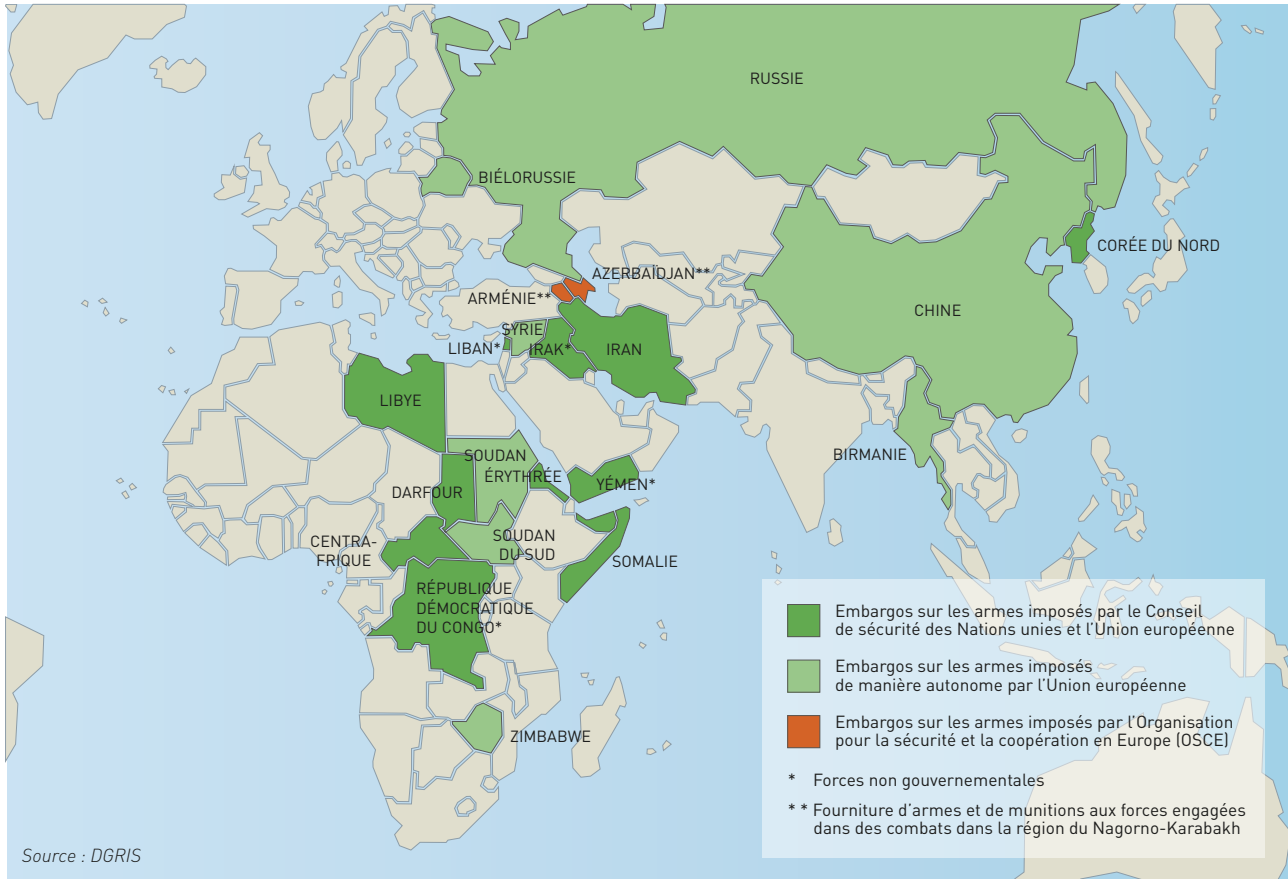 RUSSIE
BIÉLORUSSIE
CORÉE DU NORD
AZERBAÏDJAN**
ARMÉNIE**
CHINE
SYRIE
LIBAN*
IRAK*
IRAN
LIBYE
BIRMANIE
SOUDAN
ÉRYTHRÉE
YÉMEN*
DARFOUR
CENTRA-
FRIQUE
SOUDAN
DU SUD
SOMALIE
RÉPUBLIQUE
DÉMOCRATIQUE
DU CONGO*
ZIMBABWE
Embargos sur les armes imposés par le Conseil
de sécurité des Nations unies et l'Union européenne
Embargos sur les armes imposés
de manière autonome par l'Union européenne
Embargos sur les armes imposés par l'Organisation
pour la sécurité et la coopération en Europe (OSCE)
* Forces non gouvernementales
* * Fourniture d'armes et de munitions aux forces engagées
dans des combats dans la région du Nagorno-Karabakh
Source : DGRIS